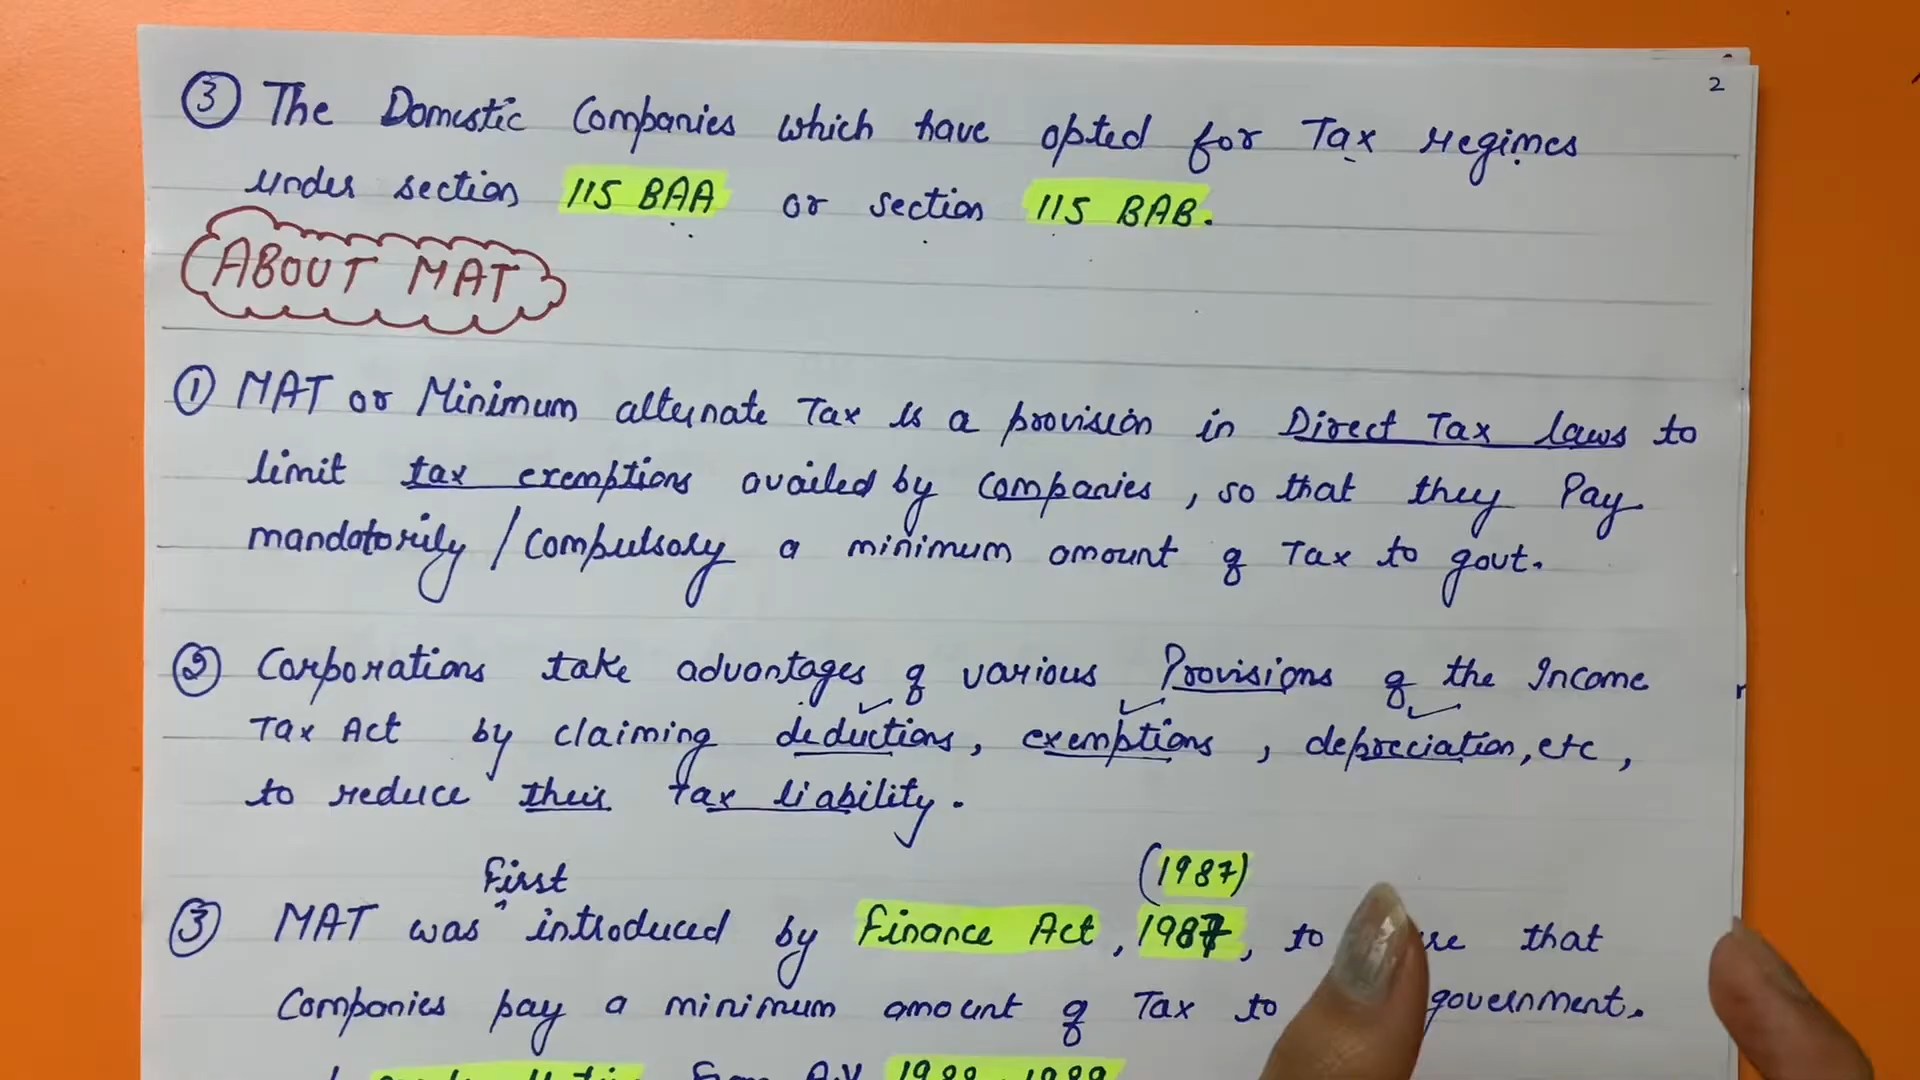 2
③ The Domestic Companies which have opted for Tax regimes
under section 115 BAA or section 115 BAB.
ABOUT MAT
① MAT or Minimum alternate Tax is a provision in Direct Tax laws to
limit tax exemptions availed by companies, so that they Pay
mandatorily / Compulsory a minimum amount of Tax to govt.
② Corporations take advantages of various Provisions of the Income
Tax Act by claiming deductions, exemptions, depreciation, etc,
to reduce their tax liability.
First
(1987)
③ MAT was ^ introduced by Finance Act, 1987, to that
Companies pay a minimum amount of Tax to government.
from A.Y 1988-1989